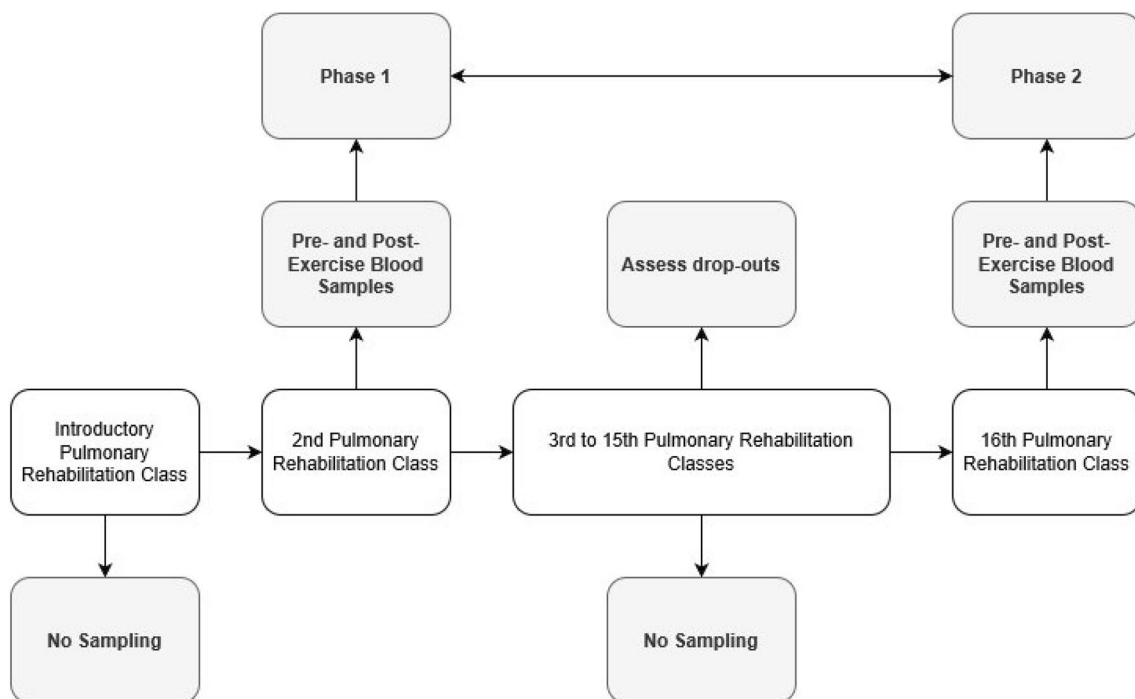 Phase 1
Phase 2
Pre- and Post-
Exercise Blood
Samples
Assess drop-outs
Pre- and Post-
Exercise Blood
Samples
Introductory
Pulmonary
Rehabilitation Class
2nd Pulmonary
Rehabilitation Class
3rd to 15th Pulmonary Rehabilitation
Classes
16th Pulmonary
Rehabilitation Class
No Sampling
No Sampling